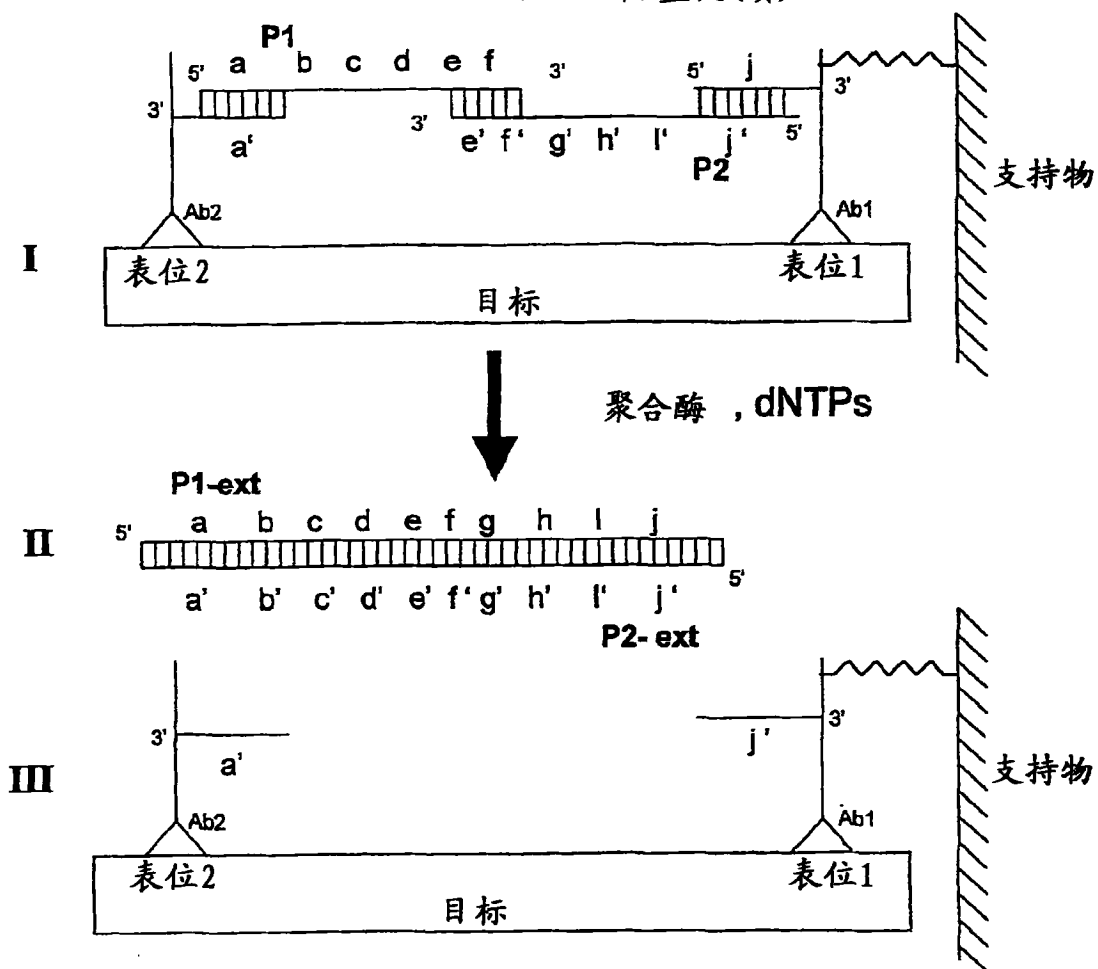 P1
5' a b c d e f 3' 5' j
3' 3'
3' 5'
a' e' f' g' h' l' j'
P2
支持物
Ab2 Ab1
I
表位2 表位1
目标
聚合酶 , dNTPs
P1-ext
II
5' a b c d e f g h l j
5'
a' b' c' d' e' f' g' h' l' j'
P2- ext
III
3' 3'
a' j'
支持物
Ab2 Ab1
表位2 表位1
目标